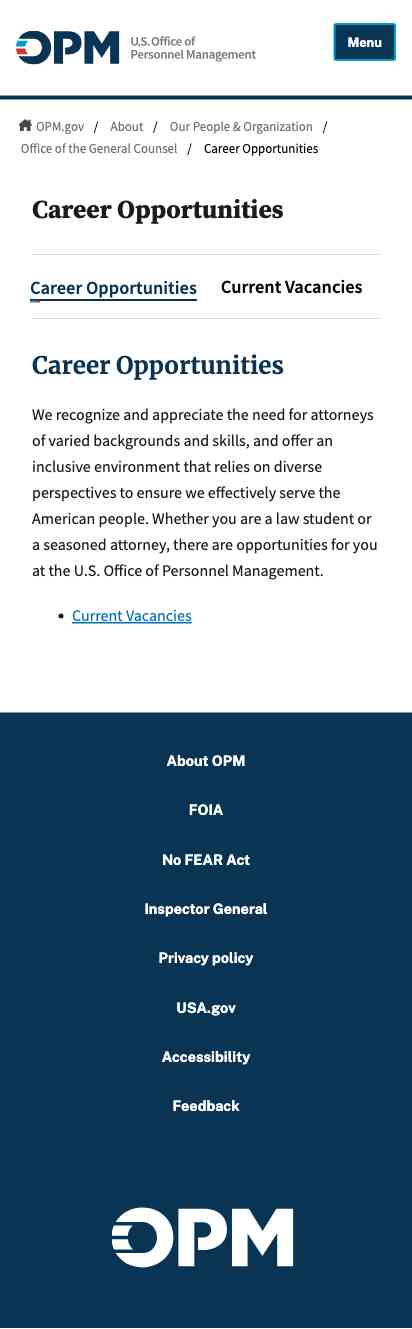 OPM U.S. Office of
Personnel Management
Menu
OPM.gov / About / Our People & Organization /
Office of the General Counsel / Career Opportunities
Career Opportunities
Career Opportunities Current Vacancies
Career Opportunities
We recognize and appreciate the need for attorneys
of varied backgrounds and skills, and offer an
inclusive environment that relies on diverse
perspectives to ensure we effectively serve the
American people. Whether you are a law student or
a seasoned attorney, there are opportunities for you
at the U.S. Office of Personnel Management.
• Current Vacancies
About OPM
FOIA
No FEAR Act
Inspector General
Privacy policy
USA.gov
Accessibility
Feedback
OPM